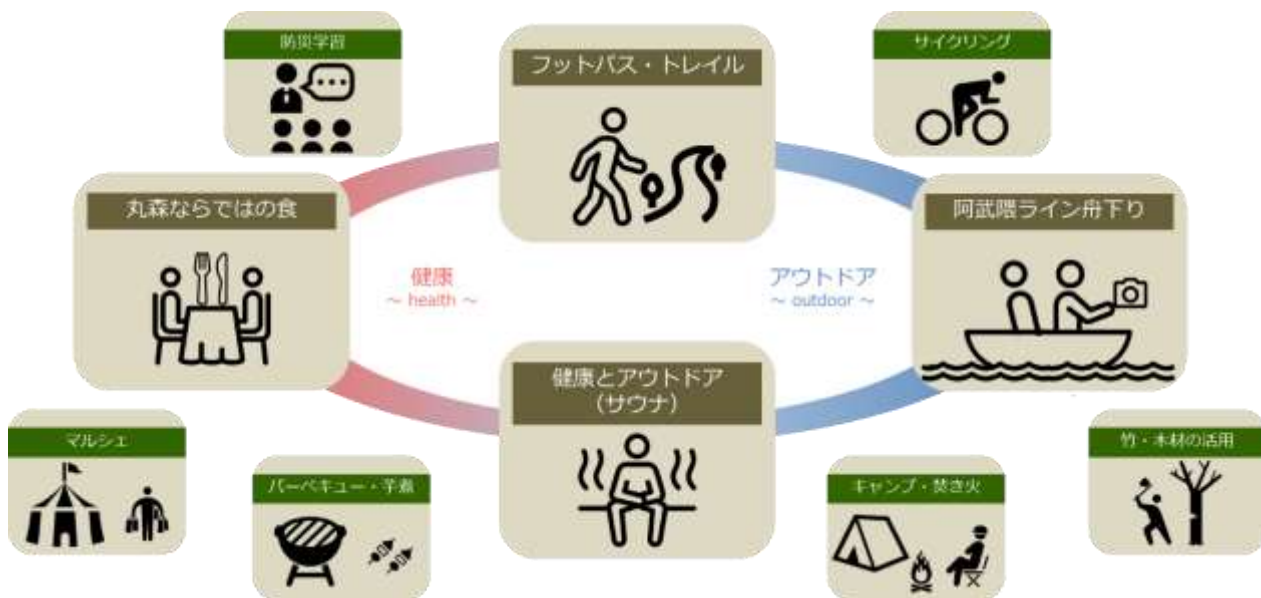 防災学習
フットパス・トレイル
サイクリング
丸森ならではの食
阿武隈ライン舟下り
健康
～ health ～
アウトドア
～ outdoor ～
健康とアウトドア
（サウナ）
マルシェ
バーベキュー・芋煮
キャンプ・焚き火
竹・木材の活用